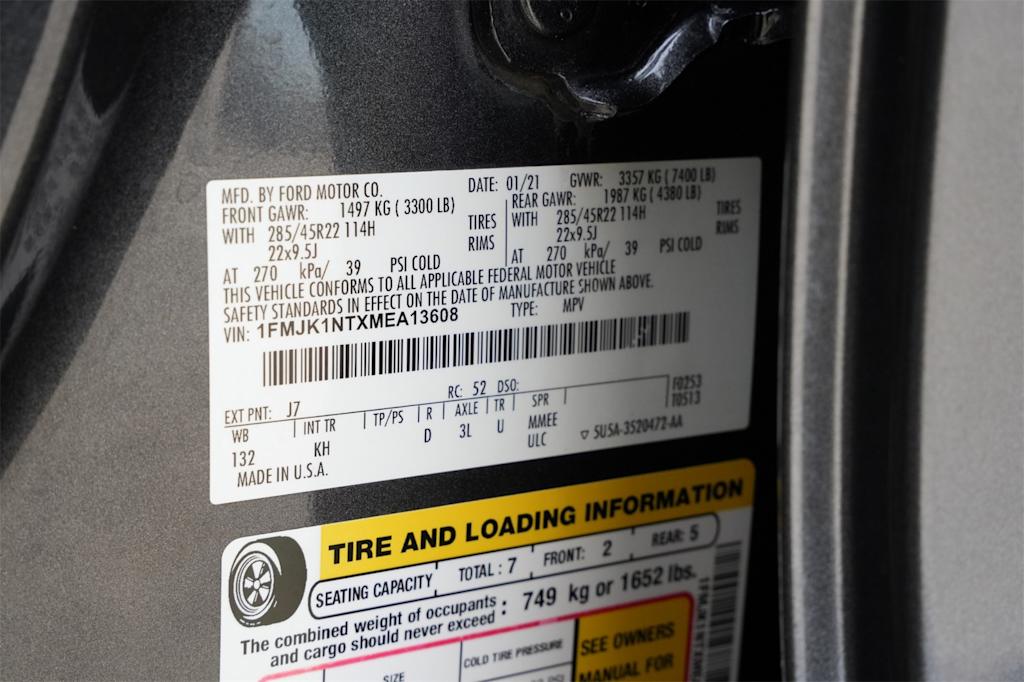 MFD. BY FORD MOTOR CO.
DATE: 01/21 GVWR: 3357 KG ( 7400 LB)
FRONT GAWR: 1497 KG ( 3300 LB)
REAR GAWR: 1987 KG ( 4380 LB)
WITH 285/45R22 114H TIRES
WITH 285/45R22 114H TIRES
22x9.5J RIMS
22x9.5J RIMS
AT 270 kPa/ 39 PSI COLD
AT 270 kPa/ 39 PSI COLD
THIS VEHICLE CONFORMS TO ALL APPLICABLE FEDERAL MOTOR VEHICLE
SAFETY STANDARDS IN EFFECT ON THE DATE OF MANUFACTURE SHOWN ABOVE.
VIN: 1FMJK1NTXMEA13608 TYPE: MPV
EXT PNT: J7 RC: 52 DSO: F0253
T0513
WB INT TR TP/PS R AXLE TR SPR
132 KH D 3L U MMEE
ULC
5U5A-3520472-AA
MADE IN U.S.A.
TIRE AND LOADING INFORMATION
SEATING CAPACITY TOTAL : 7 FRONT: 2 REAR: 5
The combined weight of occupants
and cargo should never exceed : 749 kg or 1652 lbs.
SIZE COLD TIRE PRESSURE SEE OWNERS
MANUAL FOR